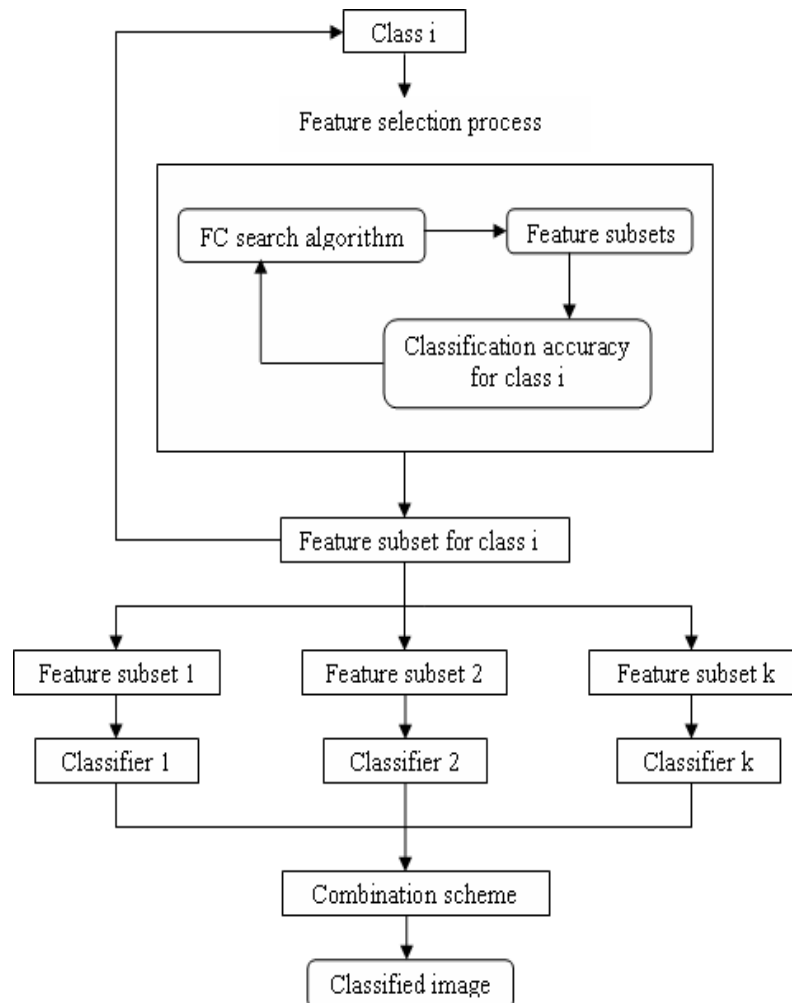 Class i
Feature selection process
FC search algorithm
Feature subsets
Classification accuracy
for class i
Feature subset for class i
Feature subset 1
Feature subset 2
Feature subset k
Classifier 1
Classifier 2
Classifier k
Combination scheme
Classified image